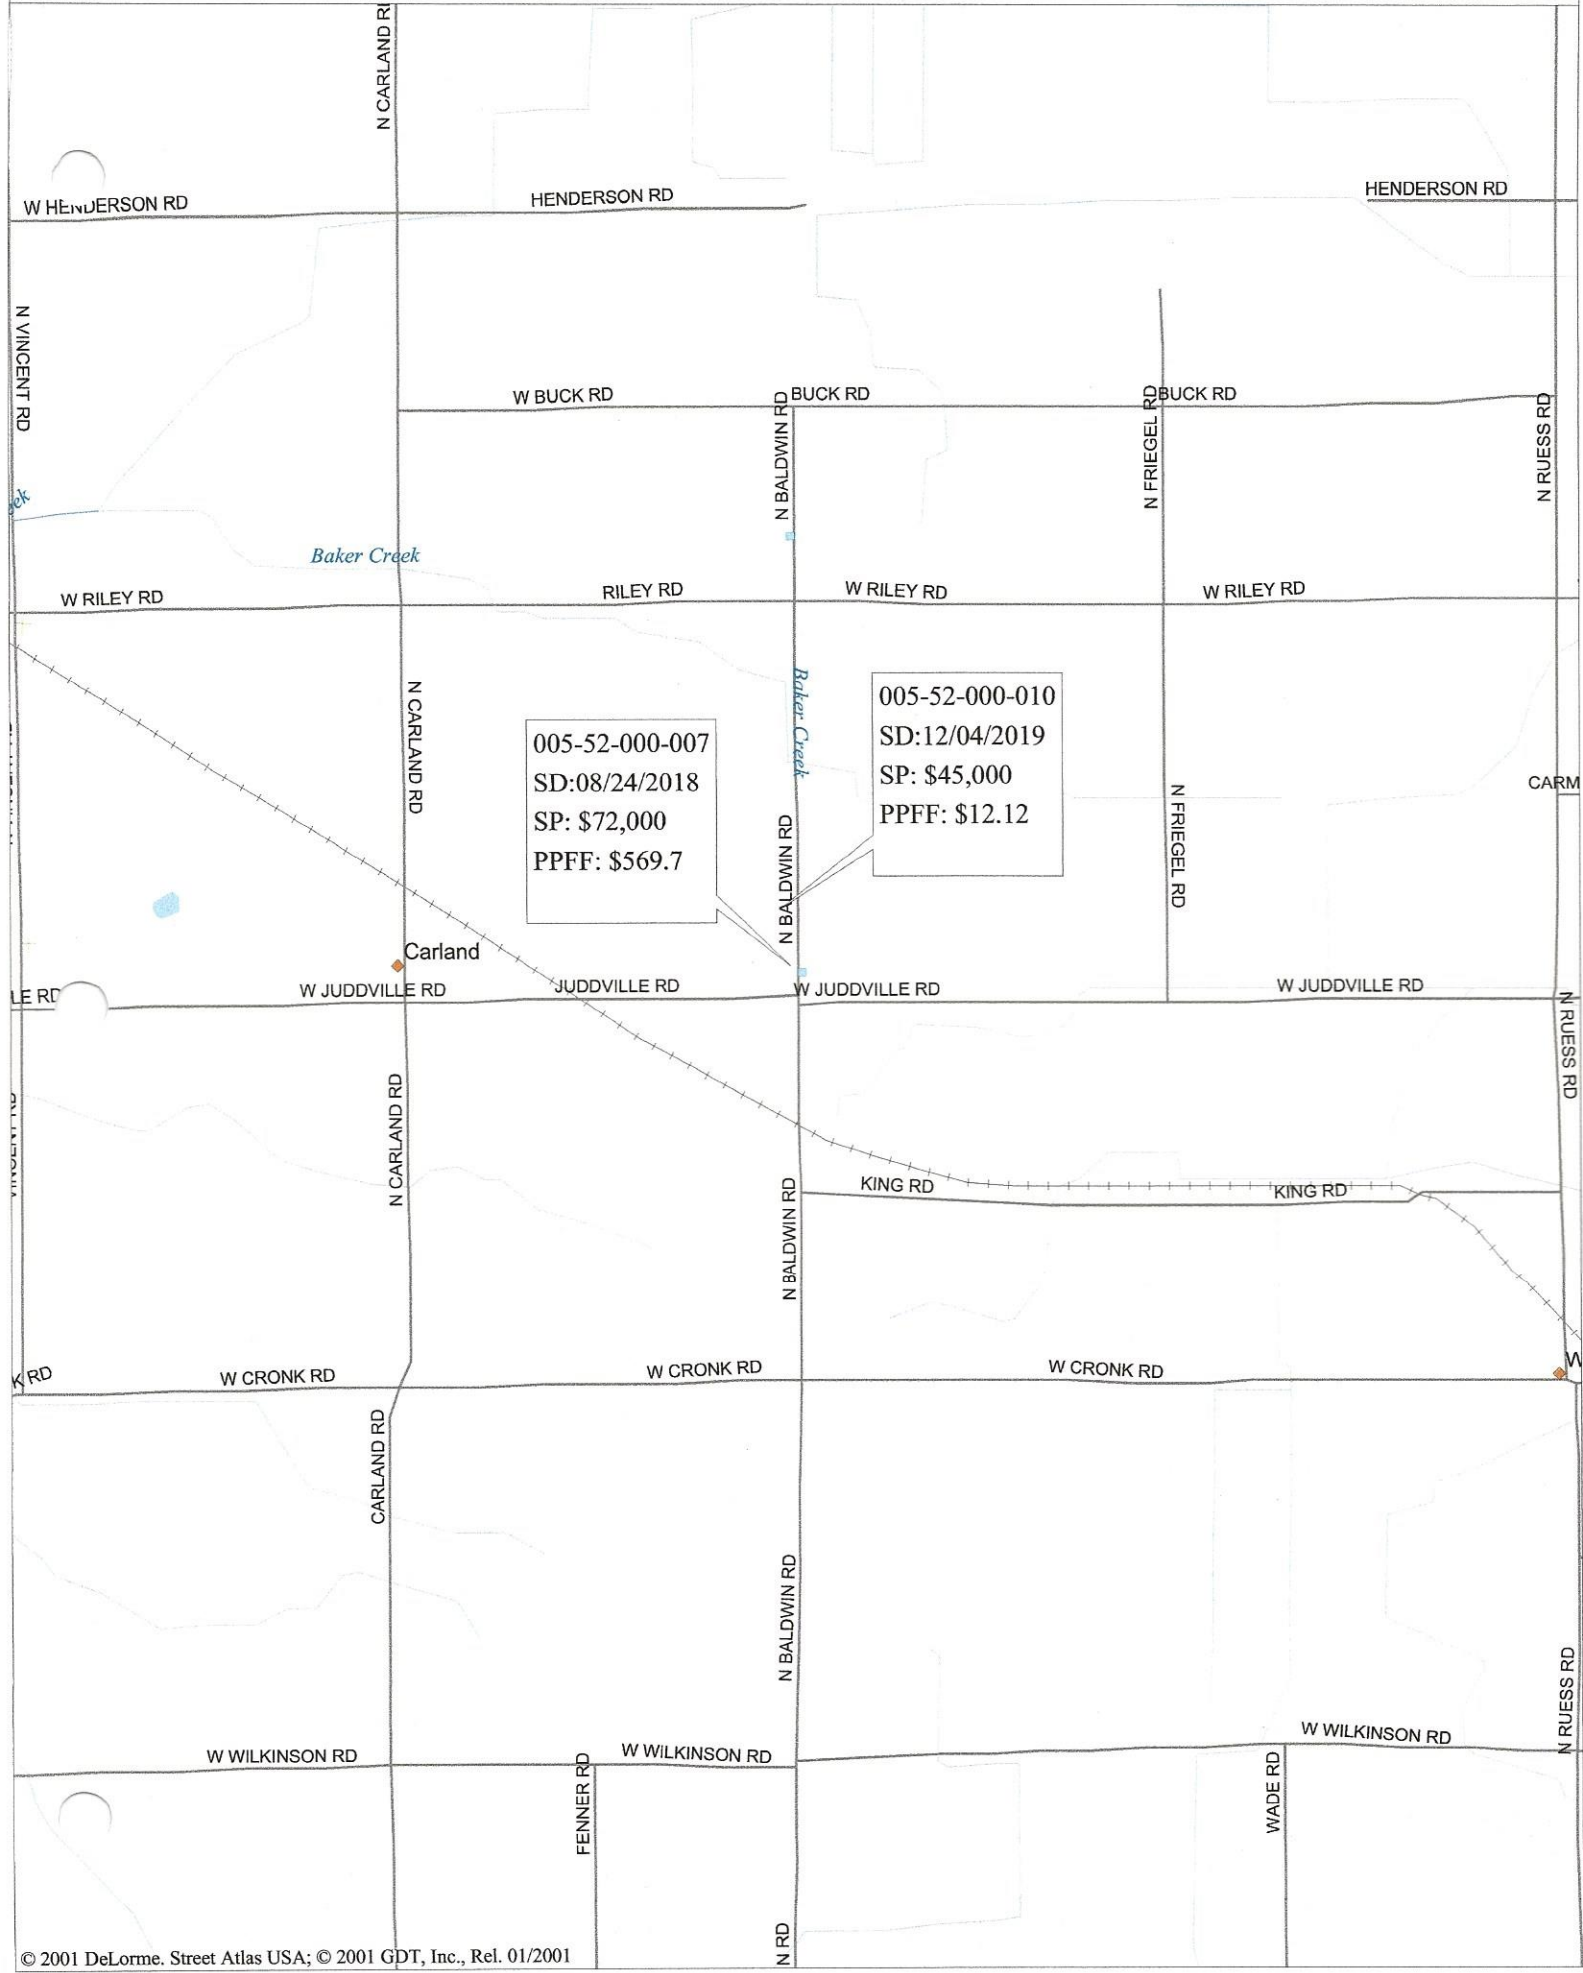 N CARLAND RD
W HENDERSON RD
HENDERSON RD
HENDERSON RD
N VINCENT RD
W BUCK RD
BUCK RD
BUCK RD
N BALDWIN RD
N FRIEGEL RD
N RUESS RD
Baker Creek
W RILEY RD
RILEY RD
W RILEY RD
W RILEY RD
N CARLAND RD
Baker Creek
005-52-000-007
SD:08/24/2018
SP: $72,000
PPFF: $569.7
005-52-000-010
SD:12/04/2019
SP: $45,000
PPFF: $12.12
CARM
N BALDWIN RD
N FRIEGEL RD
Carland
LE RD
W JUDDVILLE RD
JUDDVILLE RD
W JUDDVILLE RD
W JUDDVILLE RD
N RUESS RD
N CARLAND RD
N BALDWIN RD
KING RD
KING RD
K RD
W CRONK RD
W CRONK RD
W CRONK RD
W
CARLAND RD
N BALDWIN RD
N RUESS RD
W WILKINSON RD
W WILKINSON RD
W WILKINSON RD
FENNER RD
WADE RD
N RD
© 2001 DeLorme. Street Atlas USA; © 2001 GDT, Inc., Rel. 01/2001